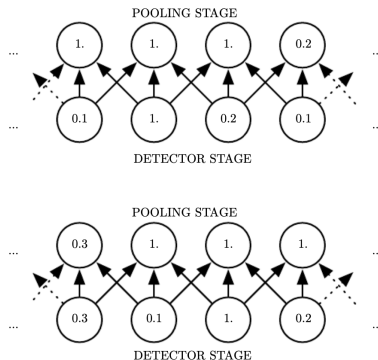 POOLING STAGE
1. 1. 1. 0.2
... ...
0.1 1. 0.2 0.1
... ...
DETECTOR STAGE
POOLING STAGE
0.3 1. 1. 1.
... ...
0.3 0.1 1. 0.2
... ...
DETECTOR STAGE